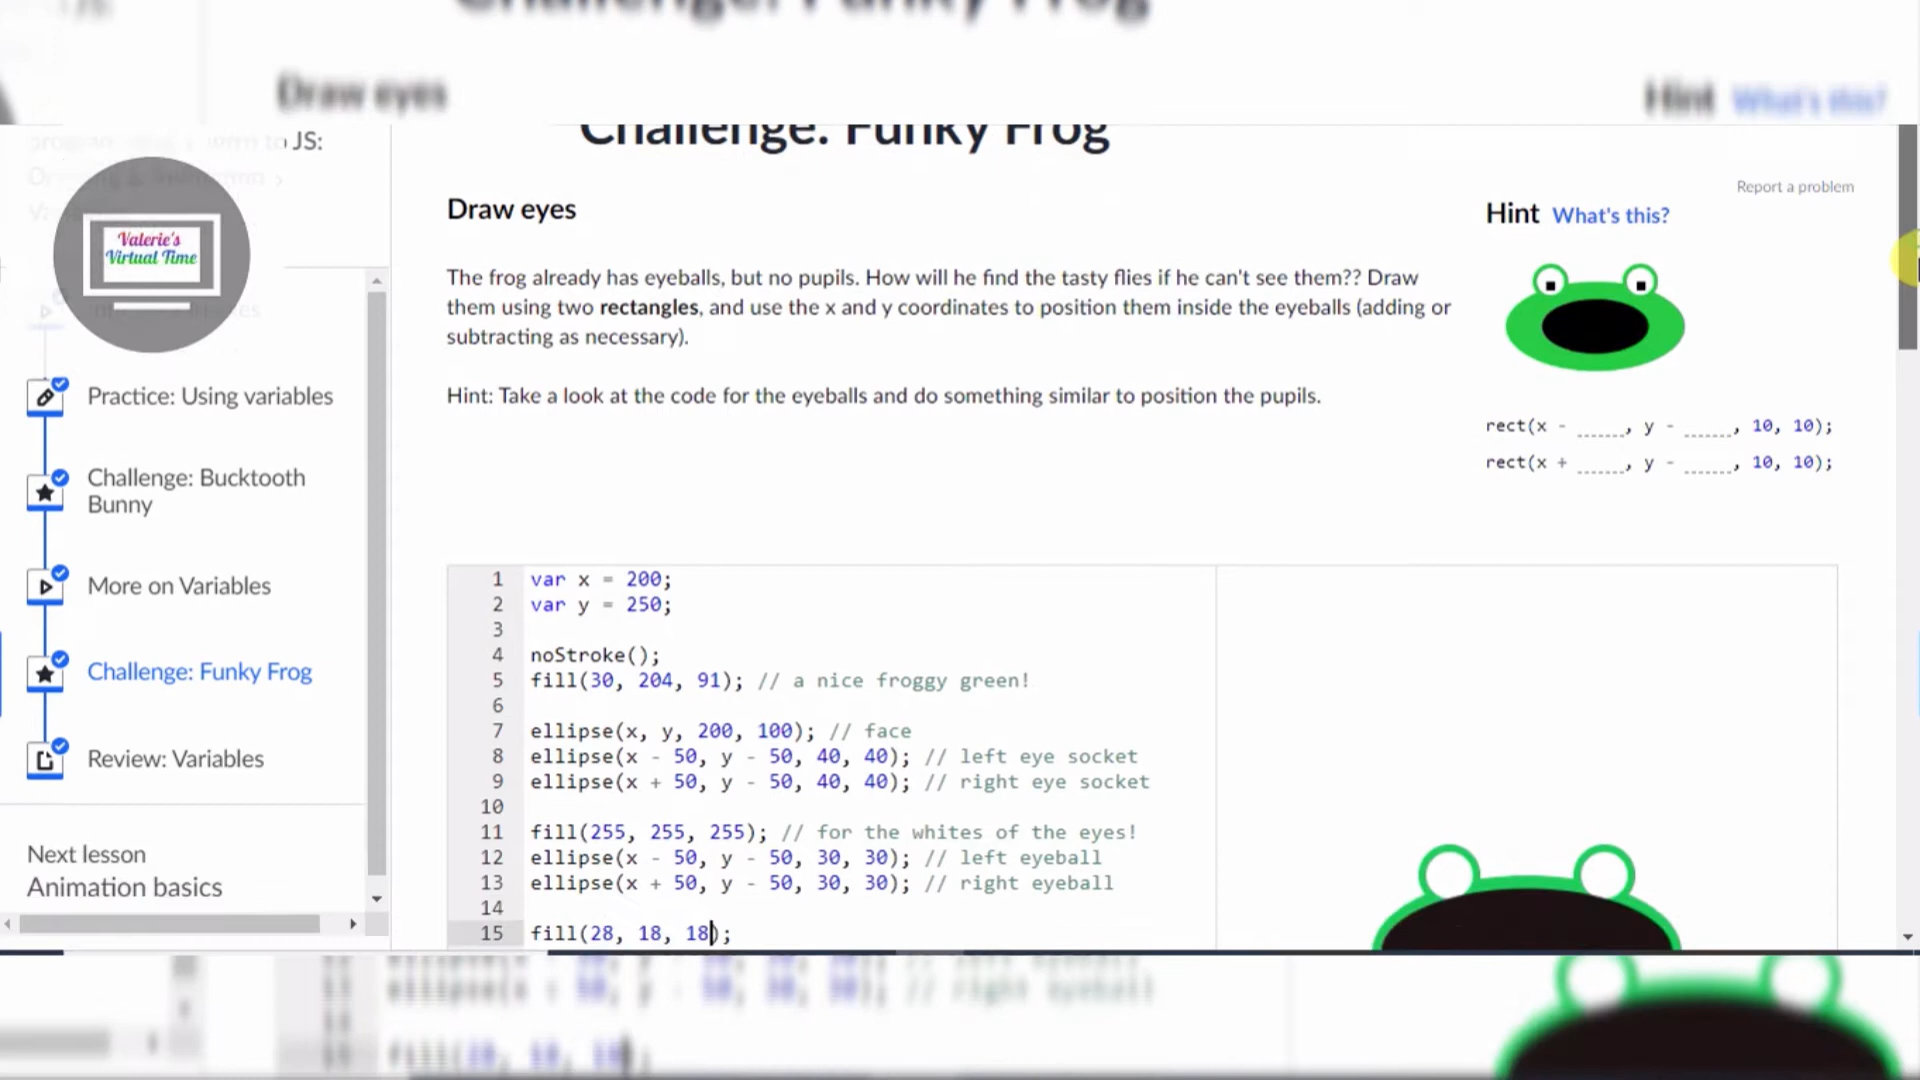 Draw eyes
Hint What's this?
JS:
Valerie's
Virtual Time
Practice: Using variables
Challenge: Bucktooth
Bunny
More on Variables
Challenge: Funky Frog
Review: Variables
Next lesson
Animation basics
Challenge: Funky Frog
Report a problem
Draw eyes
Hint What's this?
The frog already has eyeballs, but no pupils. How will he find the tasty flies if he can't see them?? Draw
them using two rectangles, and use the x and y coordinates to position them inside the eyeballs (adding or
subtracting as necessary).
Hint: Take a look at the code for the eyeballs and do something similar to position the pupils.
rect(x - ______, y - ______, 10, 10);
rect(x + ______, y - ______, 10, 10);
1 var x = 200;
2 var y = 250;
3
4 noStroke();
5 fill(30, 204, 91); // a nice froggy green!
6
7 ellipse(x, y, 200, 100); // face
8 ellipse(x - 50, y - 50, 40, 40); // left eye socket
9 ellipse(x + 50, y - 50, 40, 40); // right eye socket
10
11 fill(255, 255, 255); // for the whites of the eyes!
12 ellipse(x - 50, y - 50, 30, 30); // left eyeball
13 ellipse(x + 50, y - 50, 30, 30); // right eyeball
14
15 fill(28, 18, 18);